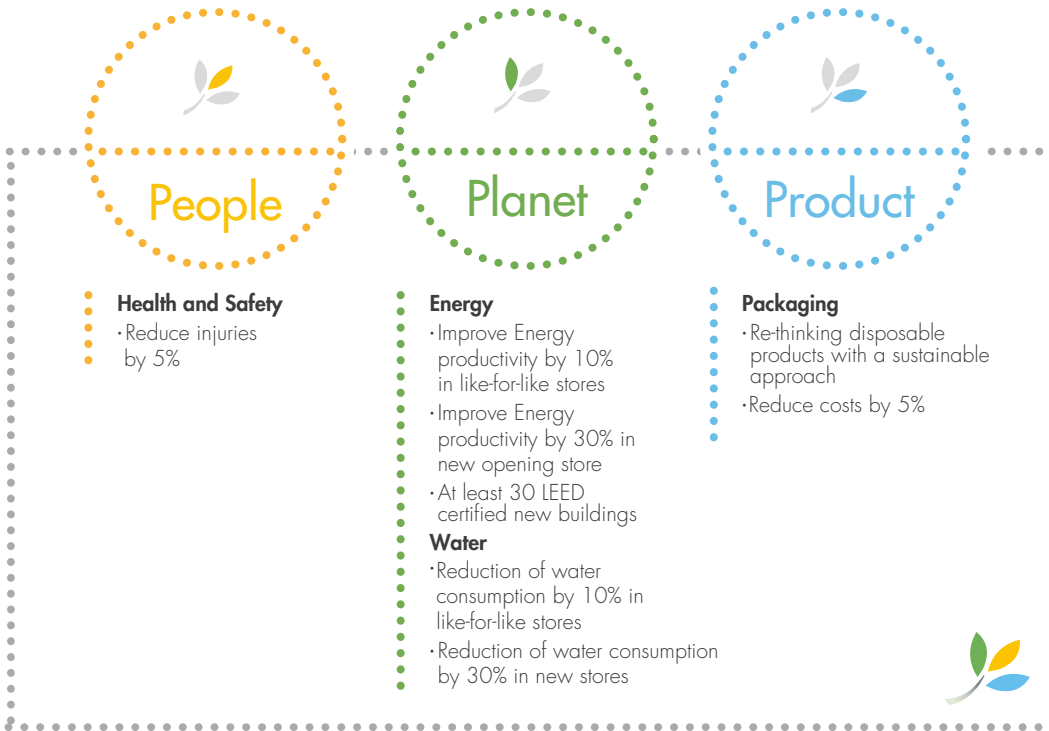 People
Health and Safety
·Reduce injuries
by 5%
Planet
Energy
·Improve Energy
productivity by 10%
in like-for-like stores
·Improve Energy
productivity by 30% in
new opening store
·At least 30 LEED
certified new buildings
Water
·Reduction of water
consumption by 10% in
like-for-like stores
·Reduction of water consumption
by 30% in new stores
Product
Packaging
·Re-thinking disposable
products with a sustainable
approach
·Reduce costs by 5%